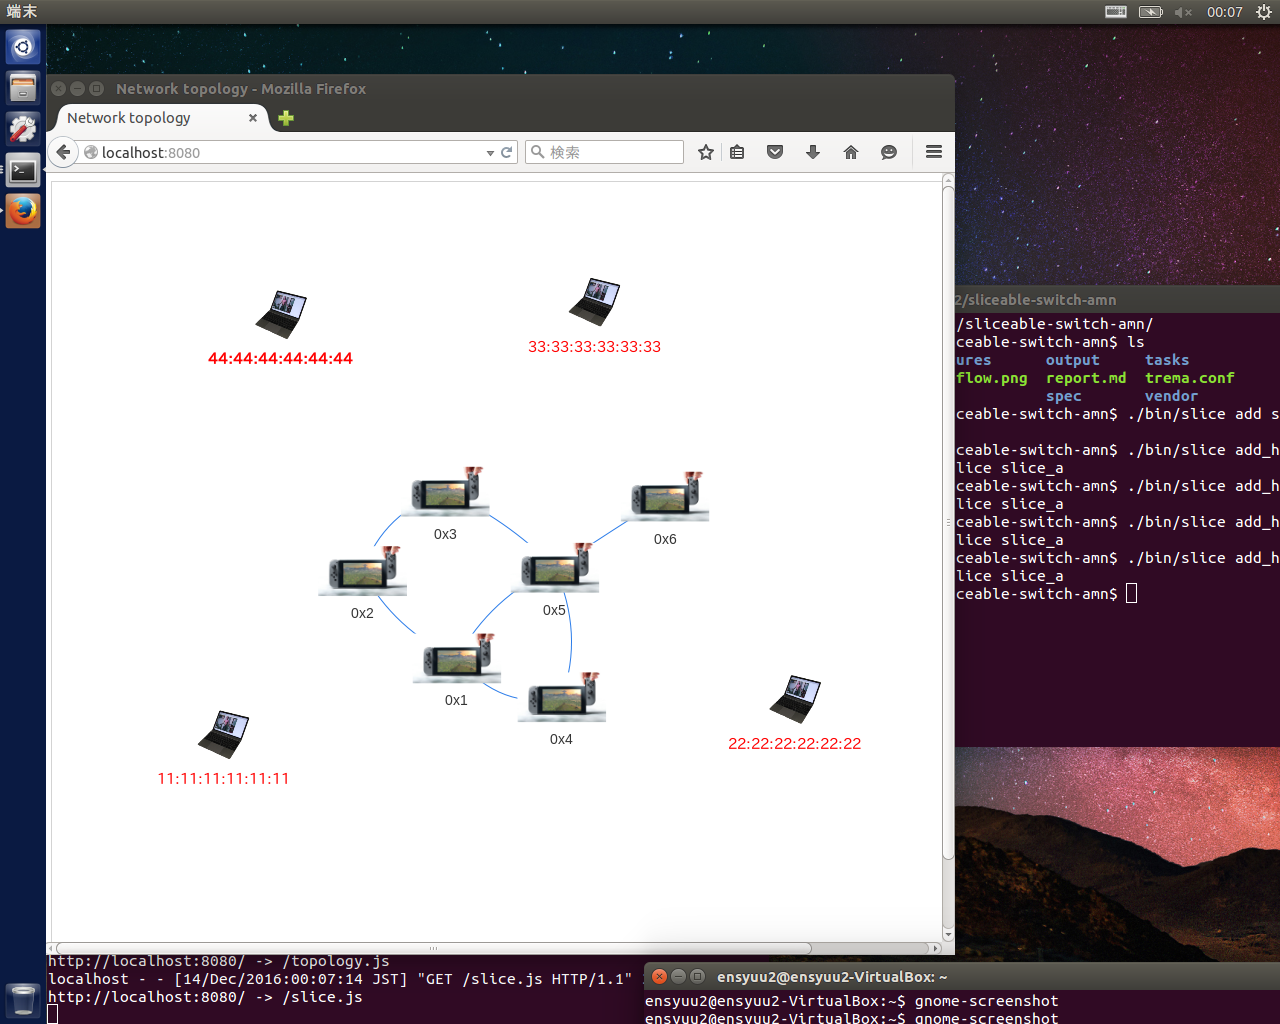 端末
00:07
Network topology - Mozilla Firefox
Network topology
localhost:8080
検索
44:44:44:44:44:44
33:33:33:33:33:33
0x3
0x6
0x2
0x5
0x1
0x4
11:11:11:11:11:11
22:22:22:22:22:22
2/sliceable-switch-amn
/sliceable-switch-amn/
ceable-switch-amn$ ls
ures output tasks
flow.png report.md trema.conf
spec vendor
ceable-switch-amn$ ./bin/slice add s
ceable-switch-amn$ ./bin/slice add_h
lice slice_a
ceable-switch-amn$ ./bin/slice add_h
lice slice_a
ceable-switch-amn$ ./bin/slice add_h
lice slice_a
ceable-switch-amn$ ./bin/slice add_h
lice slice_a
ceable-switch-amn$
http://localhost:8080/ -> /topology.js
localhost - - [14/Dec/2016:00:07:14 JST] "GET /slice.js HTTP/1.1"
http://localhost:8080/ -> /slice.js
ensyuu2@ensyuu2-VirtualBox: ~
ensyuu2@ensyuu2-VirtualBox:~$ gnome-screenshot
ensyuu2@ensyuu2-VirtualBox:~$ gnome-screenshot